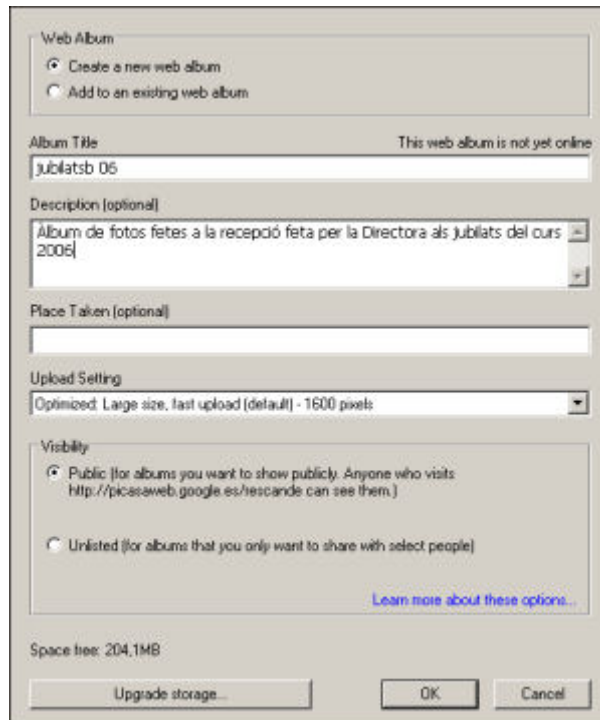 Web Album
Create a new web album
Add to an existing web album
Album Title
This web album is not yet online
jubilatsb 06
Description (optional)
Àlbum de fotos fetes a la recepció feta per la Directora als jubilats del curs
2006
Place Taken (optional)
Upload Setting
Optimized: Large size, fast upload (default) - 1600 pixels
Visibility
Public (for albums you want to show publicly. Anyone who visits
http://picasaweb.google.es/rescande can see them.)
Unlisted (for albums that you only want to share with select people)
Learn more about these options...
Space free: 204,1MB
Upgrade storage...
OK
Cancel